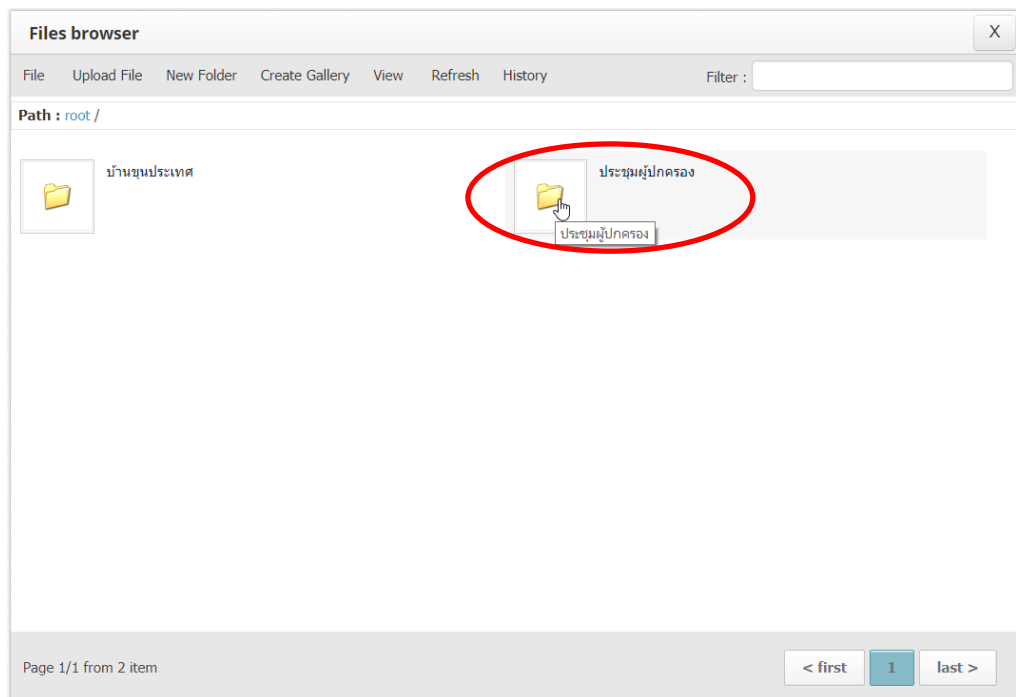 Files browser
X
File Upload File New Folder Create Gallery View Refresh History Filter :
Path : root /
บ้านขุนประเทศ
ประชุมผู้ปกครอง
ประชุมผู้ปกครอง
Page 1/1 from 2 item
< first 1 last >